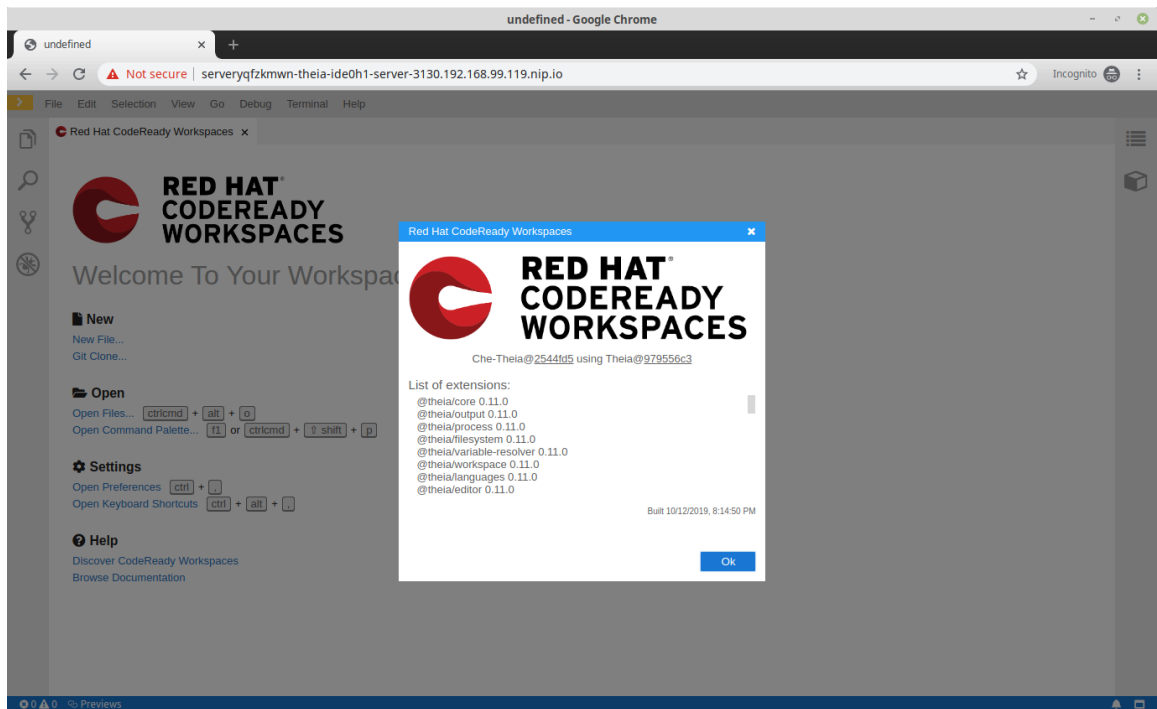 undefined - Google Chrome
undefined
Not secure serveryqfzkmwn-theia-ide0h1-server-3130.192.168.99.119.nip.io Incognito
File Edit Selection View Go Debug Terminal Help
Red Hat CodeReady Workspaces
RED HAT
CODEREADY
WORKSPACES
Welcome To Your Workspac
New
New File...
Git Clone...
Open
Open Files... ctrlcmd + alt + o
Open Command Palette... f1 or ctrlcmd + ⇧ shift + p
Settings
Open Preferences ctrl + ,
Open Keyboard Shortcuts ctrl + alt + ,
Help
Discover CodeReady Workspaces
Browse Documentation
Red Hat CodeReady Workspaces
RED HAT
CODEREADY
WORKSPACES
Che-Theia@2544fd5 using Theia@979556c3
List of extensions:
@theia/core 0.11.0
@theia/output 0.11.0
@theia/process 0.11.0
@theia/filesystem 0.11.0
@theia/variable-resolver 0.11.0
@theia/workspace 0.11.0
@theia/languages 0.11.0
@theia/editor 0.11.0
Built 10/12/2019, 8:14:50 PM
Ok
0 0 Previews